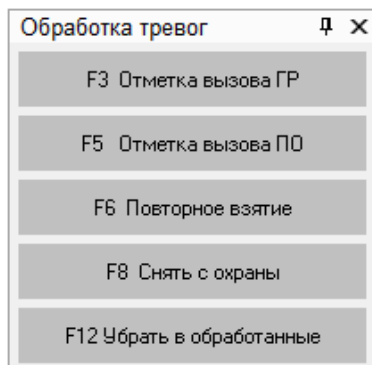 Обработка тревог
F3 Отметка вызова ГР
F5 Отметка вызова ПО
F6 Повторное взятие
F8 Снять с охраны
F12 Убрать в обработанные